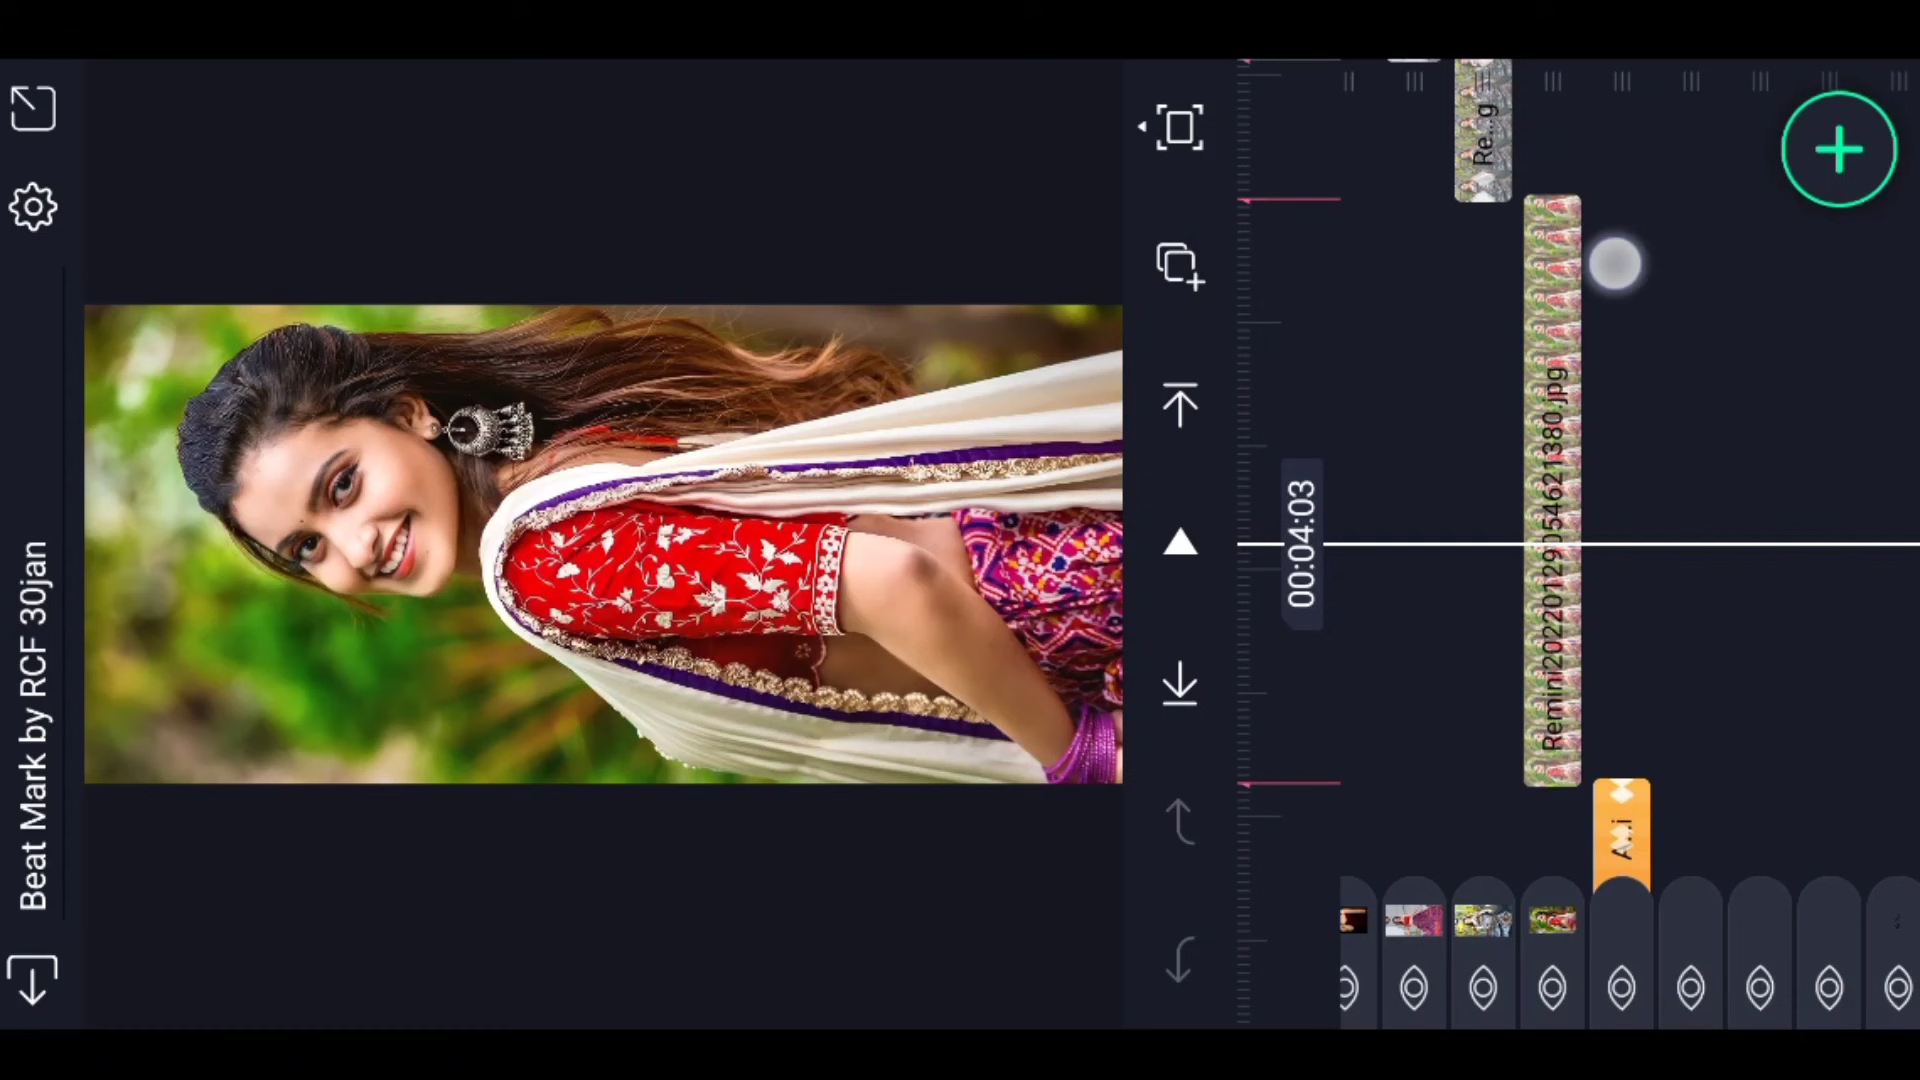 Beat Mark by RCF 30jan
00:04:03
Re...g
Remini20220129054621380.jpg
A...i